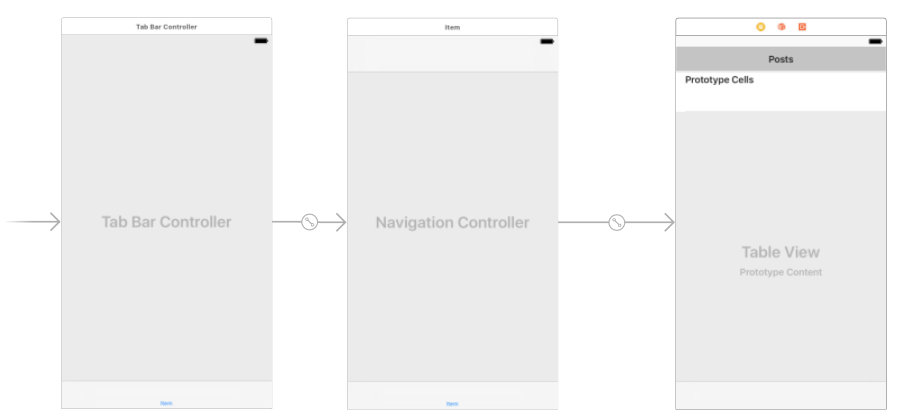 Tab Bar Controller
Item
Posts
Prototype Cells
Tab Bar Controller
Navigation Controller
Table View
Prototype Content
Item
Item